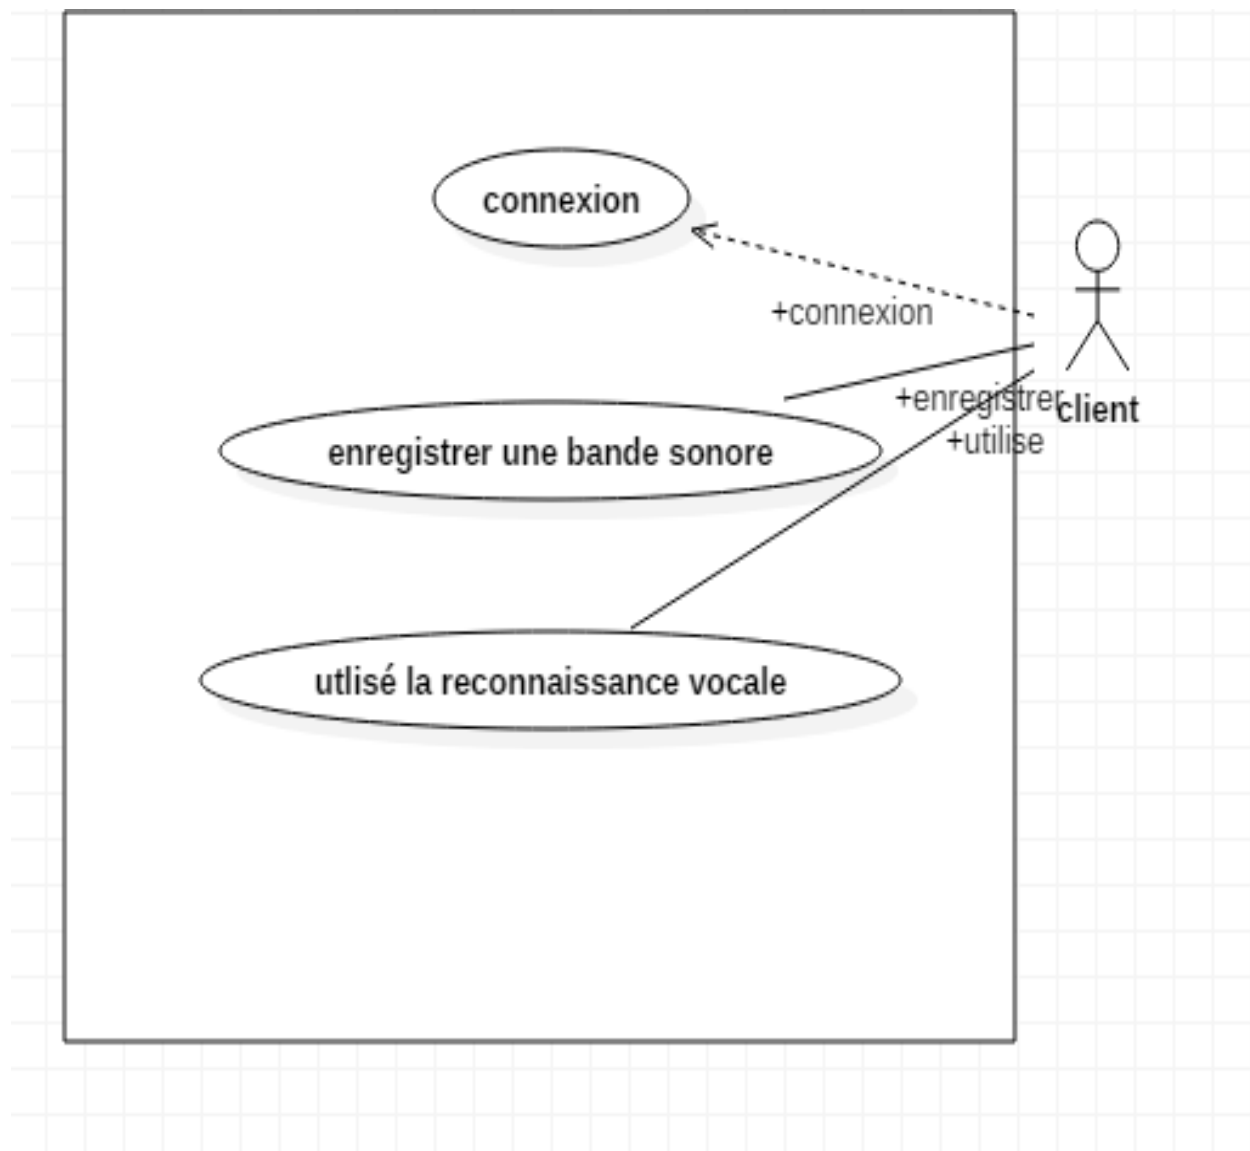 connexion
+connexion
+enregistrer
client
+utilise
enregistrer une bande sonore
utlisé la reconnaissance vocale